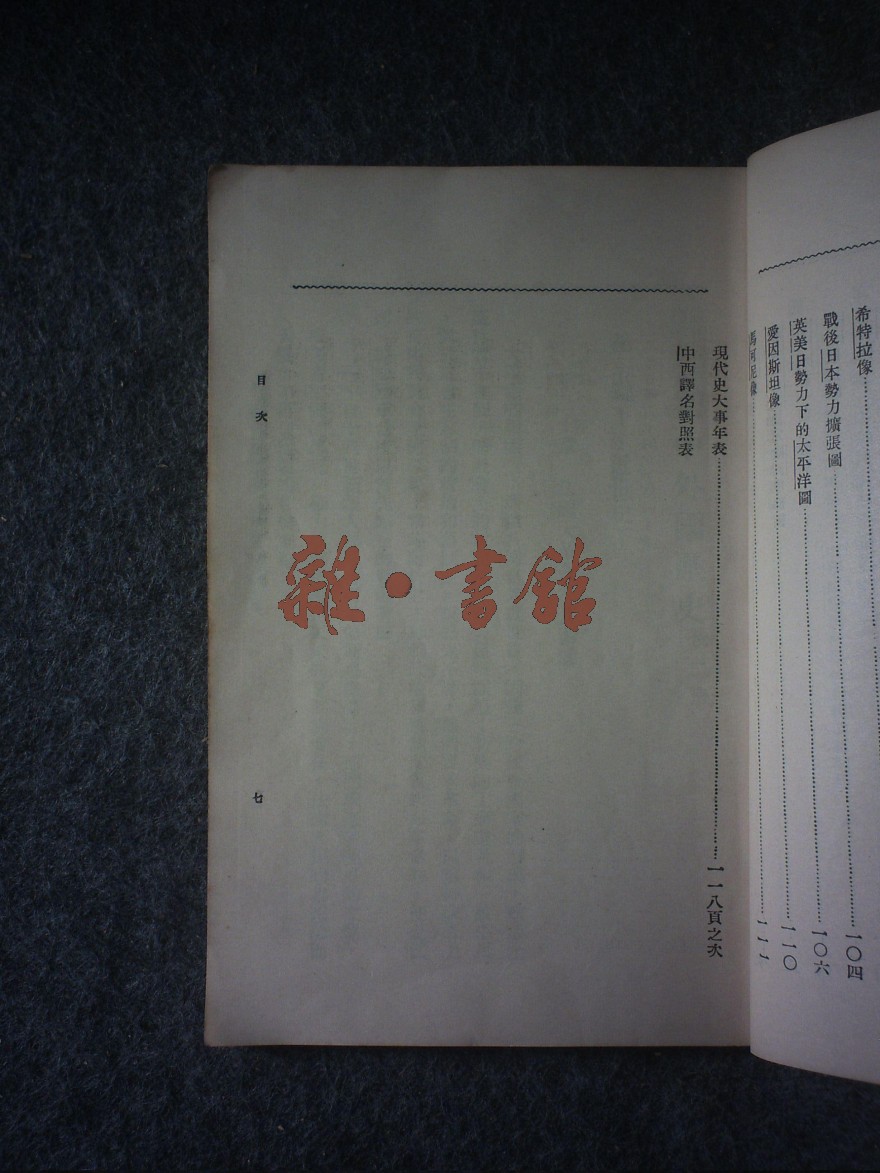 希特拉像……………………一〇四
戰後日本勢力擴張圖……………………一〇六
英美日勢力下的太平洋圖……………………一一〇
愛因斯坦像……………………一一一
馬可尼像
現代史大事年表……………………一一八頁之次
中西譯名對照表
目次
七
雜·書館